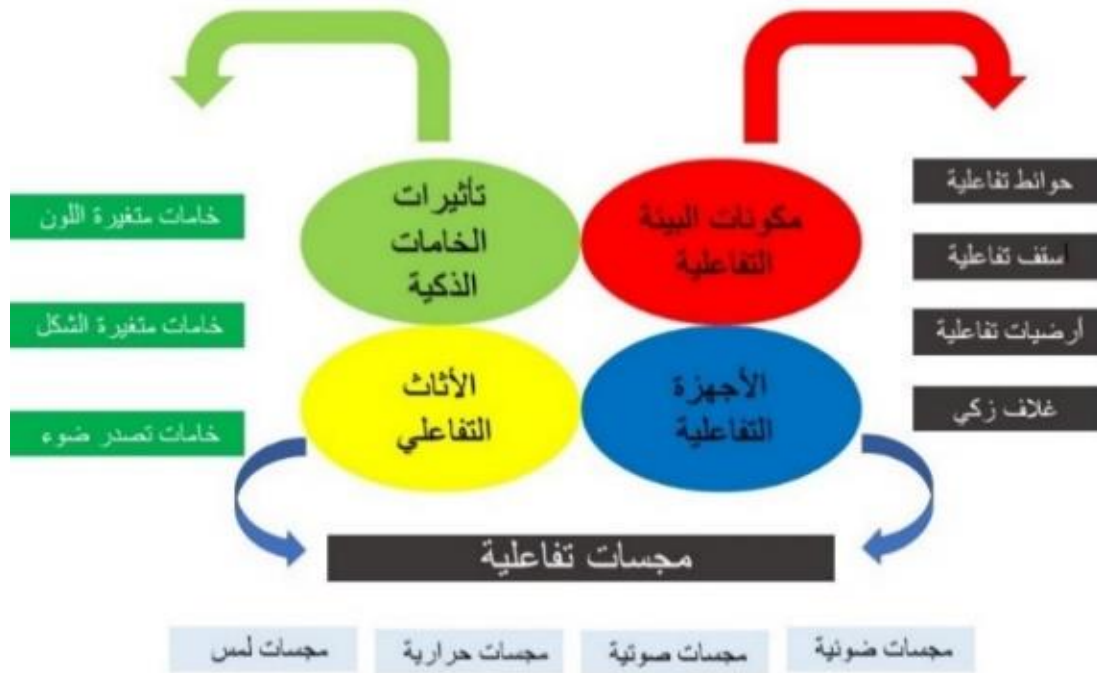 مكونات البيئة
التفاعلية
تأثيرات
الخامات
الذكية
حوائط تفاعلية
أسقف تفاعلية
أرضيات تفاعلية
غلاف زكي
خامات متغيرة اللون
خامات متغيرة الشكل
خامات تصدر ضوء
الأجهزة
التفاعلية
الأثاث
التفاعلي
مجسات تفاعلية
مجسات ضوئية
مجسات صوتية
مجسات حرارية
مجسات لمس